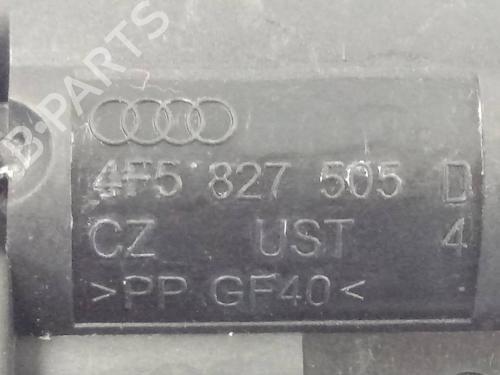 B-PARTS
4F5 827 505 D
CZ UST 4
>PP GF40<